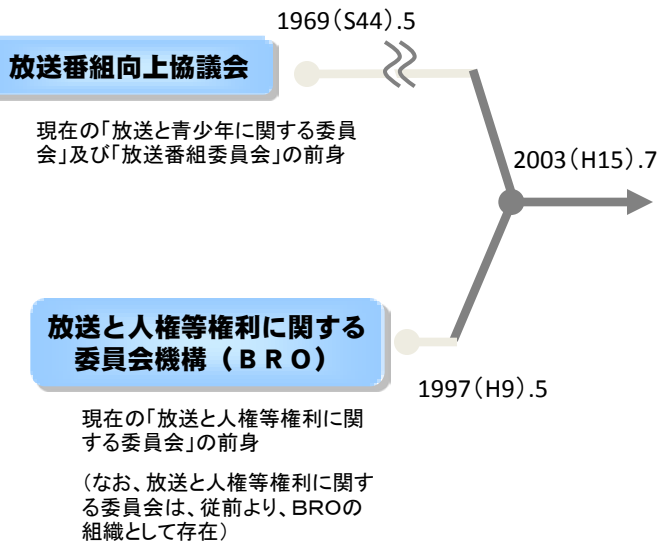 1969(S44).5
放送番組向上協議会
現在の「放送と青少年に関する委員
会」及び「放送番組委員会」の前身
2003(H15).7
放送と人権等権利に関する
委員会機構(BRO)
1997(H9).5
現在の「放送と人権等権利に関
する委員会」の前身
(なお、放送と人権等権利に関す
る委員会は、従前より、BROの
組織として存在)